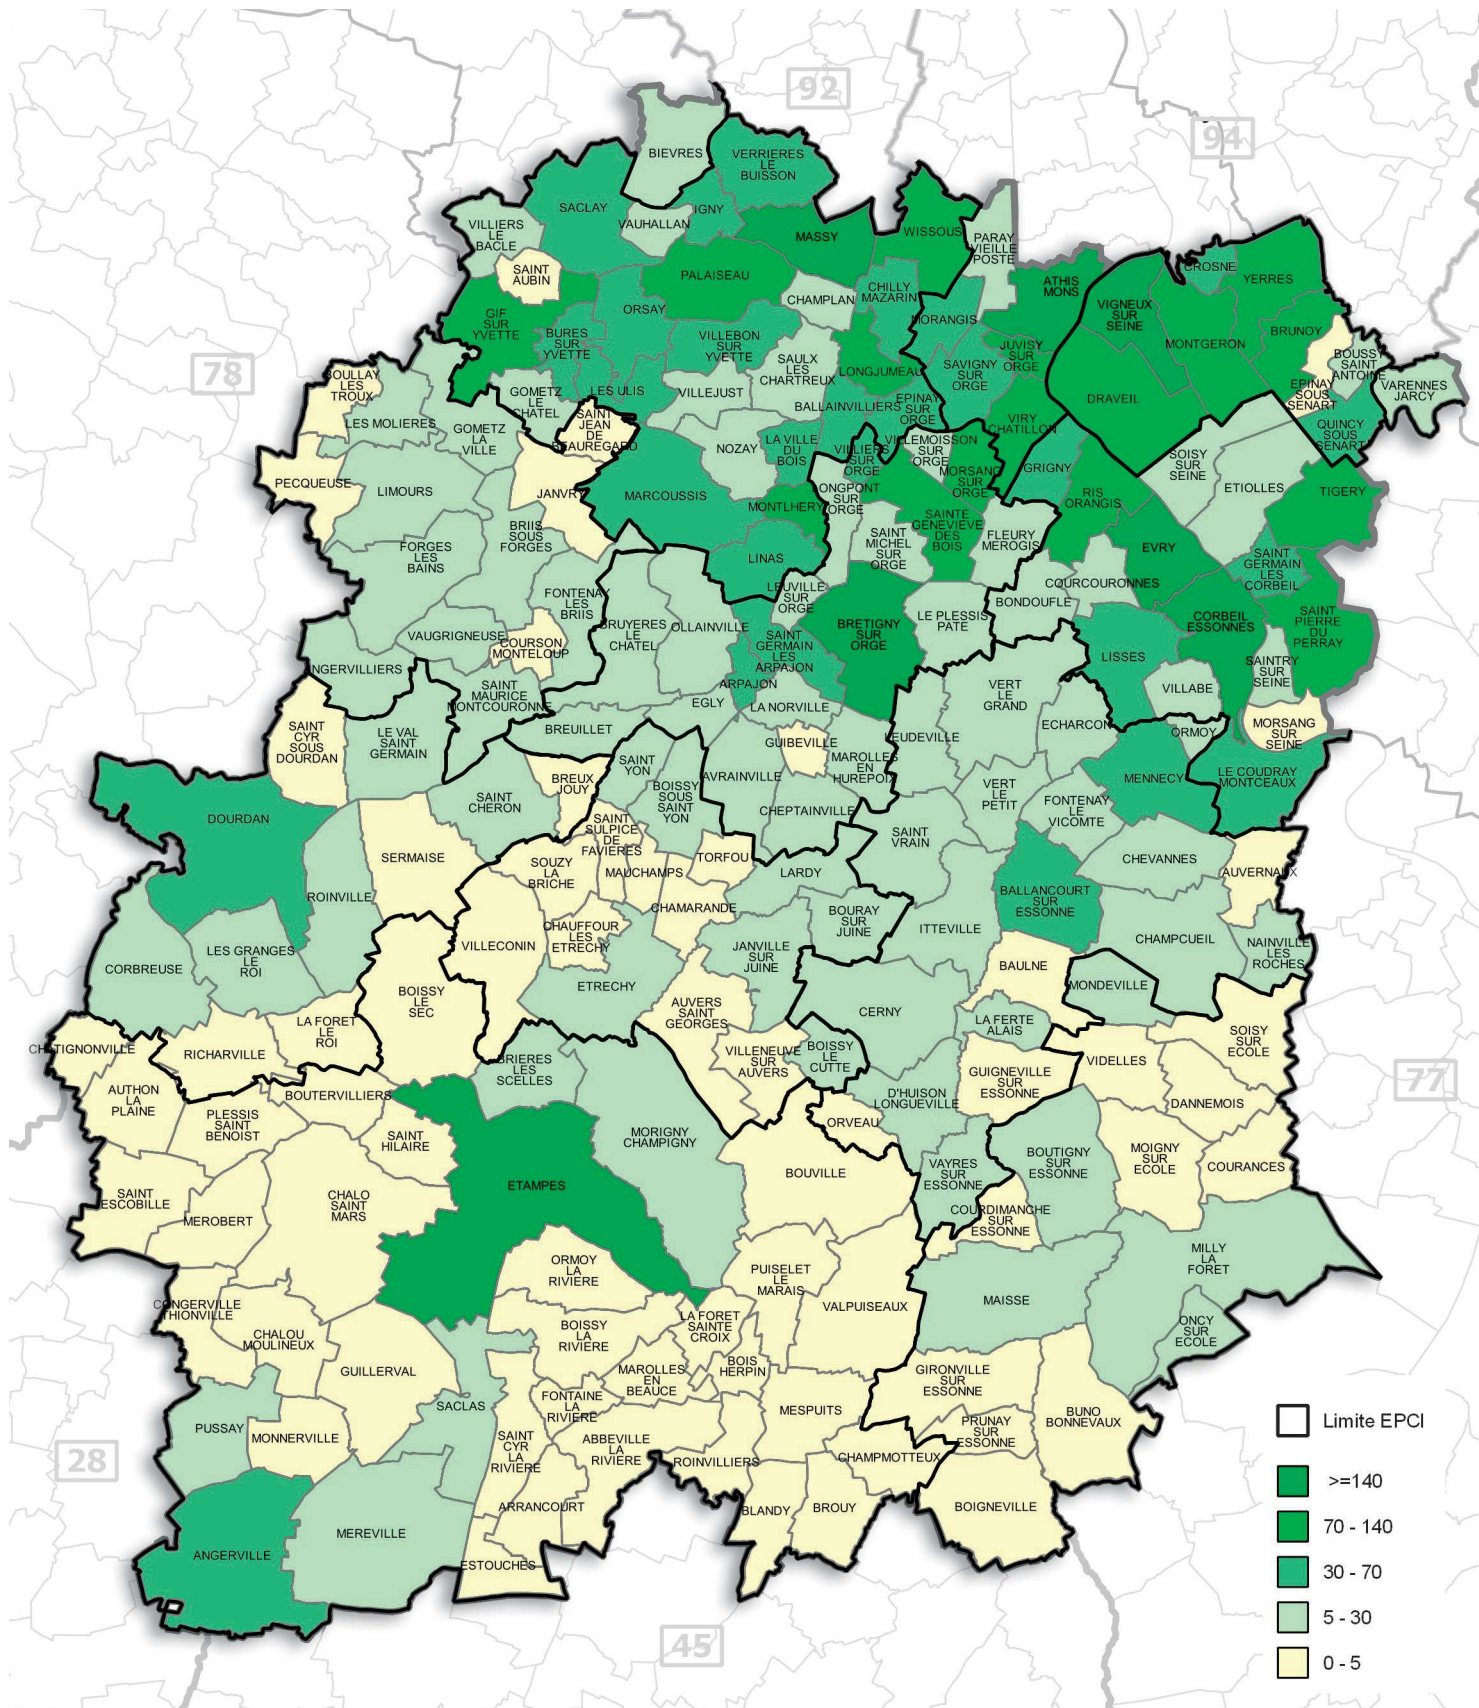 92
94
78
77
28
45
BIEVRES
VERRIERES
LE
BUISSON
SACLAY
IGNY
VAUHALLAN
VILLIERS
LE
BACLE
MASSY
WISSOUS
PARAY
VIEILLE
POSTE
SAINT
AUBIN
PALAISEAU
CHAMPLAN
CHILLY
MAZARIN
ATHIS
MONS
CROSNE
YERRES
VIGNEUX
SUR
SEINE
MONTGERON
BRUNOY
GIF
SUR
YVETTE
BURES
SUR
YVETTE
ORSAY
VILLEBON
SUR
YVETTE
SAULX
LES
CHARTREUX
LONGJUMEAU
MORANGIS
SAVIGNY
SUR
ORGE
JUVISY
SUR
ORGE
DRAVEIL
EPINAY
SOUS
SENART
BOUSSY
SAINT
ANTOINE
VARENNES
JARCY
QUINCY
SOUS
SENART
BOULLAY
LES
TROUX
LES MOLIERES
GOMETZ
LE
CHATEL
LES ULIS
VILLEJUST
BALLAINVILLIERS
EPINAY
SUR
ORGE
VIRY
CHATILLON
GOMETZ
LA
VILLE
SAINT
JEAN
DE
BEAUREGARD
NOZAY
LA VILLE
DU
BOIS
VILLIERS
SUR
ORGE
VILLEMOISSON
SUR
ORGE
MORSANG
SUR
ORGE
GRIGNY
RIS
ORANGIS
SOISY
SUR
SEINE
ETIOLLES
TIGERY
PECQUEUSE
LIMOURS
JANVRY
MARCOUSSIS
MONTLHERY
LONGPONT
SUR
ORGE
SAINTE
GENEVIEVE
DES
BOIS
FLEURY
MEROGIS
SAINT
MICHEL
SUR
ORGE
EVRY
SAINT
GERMAIN
LES
CORBEIL
FORGES
LES
BAINS
BRIIS
SOUS
FORGES
LINAS
LEUVILLE
SUR
ORGE
COURCOURONNES
BONDOUFLE
CORBEIL
ESSONNES
SAINT
PIERRE
DU
PERRAY
FONTENAY
LES
BRIIS
BRUYERES
LE
CHATEL
OLLAINVILLE
SAINT
GERMAIN
LES
ARPAJON
BRETIGNY
SUR
ORGE
LE PLESSIS
PATE
LISSES
VAUGRIGNEUSE
COURSON
MONTELOUP
ANGERVILLIERS
SAINT
MAURICE
MONTCOURONNE
ARPAJON
EGLY
LA NORVILLE
VERT
LE
GRAND
VILLABE
SAINTRY
SUR
SEINE
MORSANG
SUR
SEINE
SAINT
CYR
SOUS
DOURDAN
LE VAL
SAINT
GERMAIN
BREUILLET
GUIBEVILLE
MAROLLES
EN
HUREPOIX
LEUDEVILLE
ECHARCON
ORMOY
MENNECY
LE COUDRAY
MONTCEAUX
SAINT
YON
BOISSY
SOUS
SAINT
YON
AVRAINVILLE
CHEPTAINVILLE
BREUX
JOUY
SAINT
CHERON
VERT
LE
PETIT
FONTENAY
LE
VICOMTE
DOURDAN
SERMAISE
SAINT
SULPICE
DE
FAVIERES
MAUCHAMPS
TORFOU
LARDY
SAINT
VRAIN
CHEVANNES
AUVERNAUX
BALLANCOURT
SUR
ESSONNE
ROINVILLE
SOUZY
LA
BRICHE
CHAMARANDE
BOURAY
SUR
JUINE
ITTEVILLE
CHAMPCUEIL
NAINVILLE
LES
ROCHES
VILLECONIN
CHAUFFOUR
LES
ETRECHY
JANVILLE
SUR
JUINE
CORBREUSE
LES GRANGES
LE
ROI
ETRECHY
BAULNE
MONDEVILLE
BOISSY
LE
SEC
AUVERS
SAINT
GEORGES
CERNY
LA FERTE
ALAIS
SOISY
SUR
ECOLE
LA FORET
LE
ROI
CHATIGNONVILLE
RICHARVILLE
VILLENEUVE
SUR
AUVERS
BOISSY
LE
CUTTE
VIDELLES
BRIERES
LES
SCELLES
GUIGNEVILLE
SUR
ESSONNE
D'HUISON
LONGUEVILLE
DANNEMOIS
AUTHON
LA
PLAINE
PLESSIS
SAINT
BENOIST
BOUTERVILLIERS
ORVEAU
SAINT
HILAIRE
MORIGNY
CHAMPIGNY
BOUVILLE
VAYRES
SUR
ESSONNE
BOUTIGNY
SUR
ESSONNE
MOIGNY
SUR
ECOLE
COURANCES
ETAMPES
SAINT
ESCOBILLE
MEROBERT
CHALO
SAINT
MARS
COURDIMANCHE
SUR
ESSONNE
MILLY
LA
FORET
ORMOY
LA
RIVIERE
PUISELET
LE
MARAIS
VALPUISEAUX
MAISSE
ONCY
SUR
ECOLE
CONGERVILLE
THIONVILLE
CHALOU
MOULINEUX
GUILLERVAL
BOISSY
LA
RIVIERE
LA FORET
SAINTE
CROIX
BOIS
HERPIN
MAROLLES
EN
BEAUCE
GIRONVILLE
SUR
ESSONNE
BUNO
BONNEVAUX
PUSSAY
MONNERVILLE
SACLAS
FONTAINE
LA
RIVIERE
MESPUITS
PRUNAY
SUR
ESSONNE
SAINT
CYR
LA
RIVIERE
ABBEVILLE
LA
RIVIERE
ROINVILLIERS
CHAMPMOTTEUX
ARRANCOURT
BLANDY
BROUY
BOIGNEVILLE
MEREVILLE
ANGERVILLE
ESTOUCHES
Limite EPCI
>=140
70 - 140
30 - 70
5 - 30
0 - 5